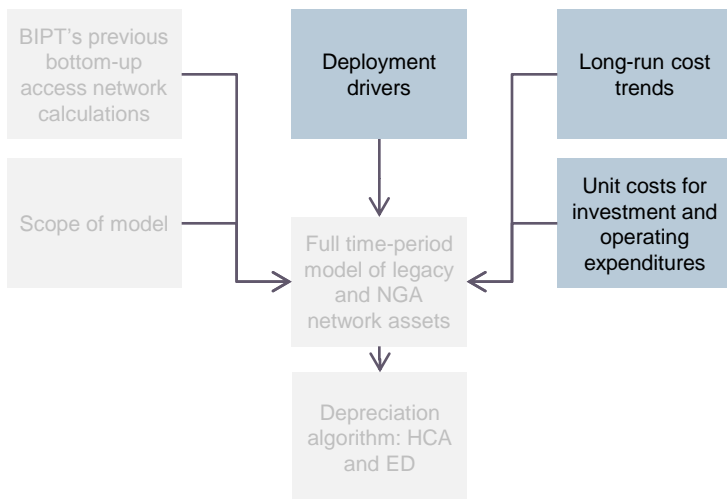 BIPT's previous
bottom-up
access network
calculations
Deployment
drivers
Long-run cost
trends
Scope of model
Full time-period
model of legacy
and NGA
network assets
Unit costs for
investment and
operating
expenditures
Depreciation
algorithm: HCA
and ED